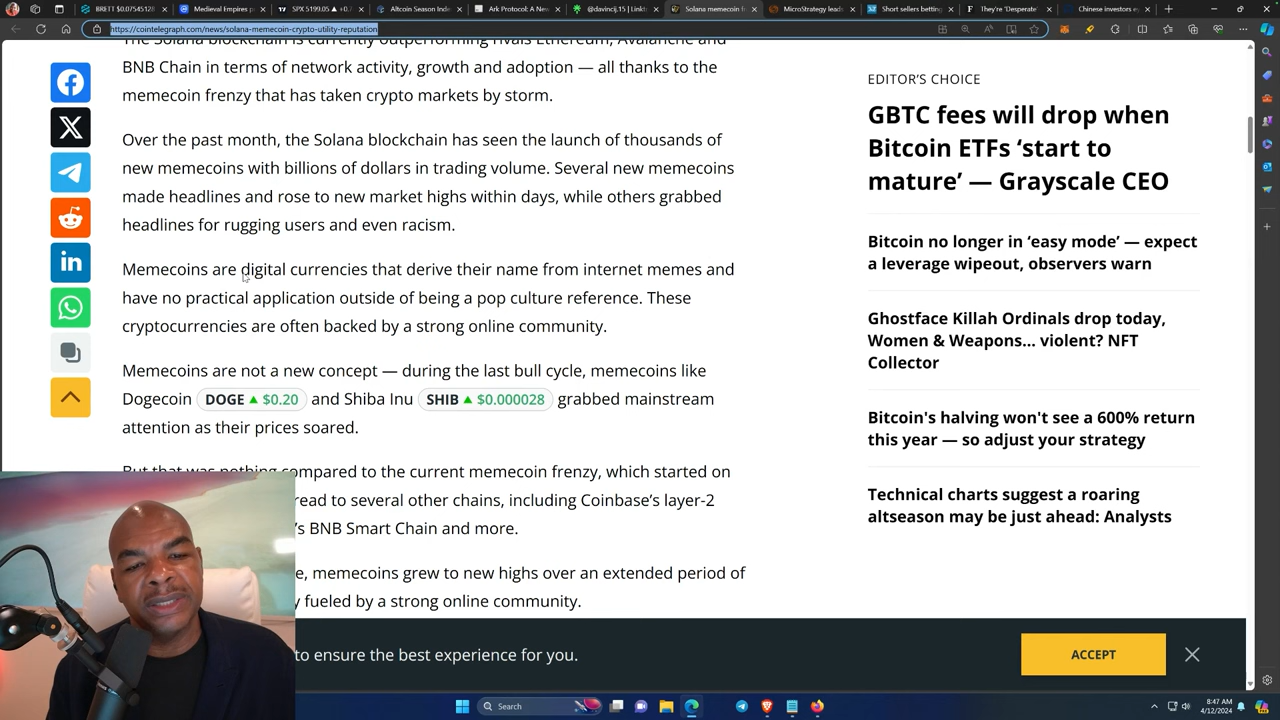 BRETT $0.0754512
Medieval Empires
SPX 5199.05 ▲ +0.
Altcoin Season Inde
Ark Protocol: A New
@davincij15 | Linkt
Solana memecoin f
MicroStrategy leads
Short sellers betting
They're 'Desperate'
Chinese investors e
https://cointelegraph.com/news/solana-memecoin-crypto-utility-reputation
The Solana blockchain is currently outperforming rivals Ethereum, Avalanche and
BNB Chain in terms of network activity, growth and adoption — all thanks to the
memecoin frenzy that has taken crypto markets by storm.
Over the past month, the Solana blockchain has seen the launch of thousands of
new memecoins with billions of dollars in trading volume. Several new memecoins
made headlines and rose to new market highs within days, while others grabbed
headlines for rugging users and even racism.
Memecoins are digital currencies that derive their name from internet memes and
have no practical application outside of being a pop culture reference. These
cryptocurrencies are often backed by a strong online community.
Memecoins are not a new concept — during the last bull cycle, memecoins like
Dogecoin DOGE ▲ $0.20 and Shiba Inu SHIB ▲ $0.000028 grabbed mainstream
attention as their prices soared.
But that was nothing compared to the current memecoin frenzy, which started on
read to several other chains, including Coinbase's layer-2
's BNB Smart Chain and more.
e, memecoins grew to new highs over an extended period of
y fueled by a strong online community.
EDITOR'S CHOICE
GBTC fees will drop when
Bitcoin ETFs 'start to
mature' — Grayscale CEO
Bitcoin no longer in 'easy mode' — expect
a leverage wipeout, observers warn
Ghostface Killah Ordinals drop today,
Women & Weapons… violent? NFT
Collector
Bitcoin's halving won't see a 600% return
this year — so adjust your strategy
Technical charts suggest a roaring
altseason may be just ahead: Analysts
to ensure the best experience for you.
ACCEPT
Search
8:47 AM
4/12/2024